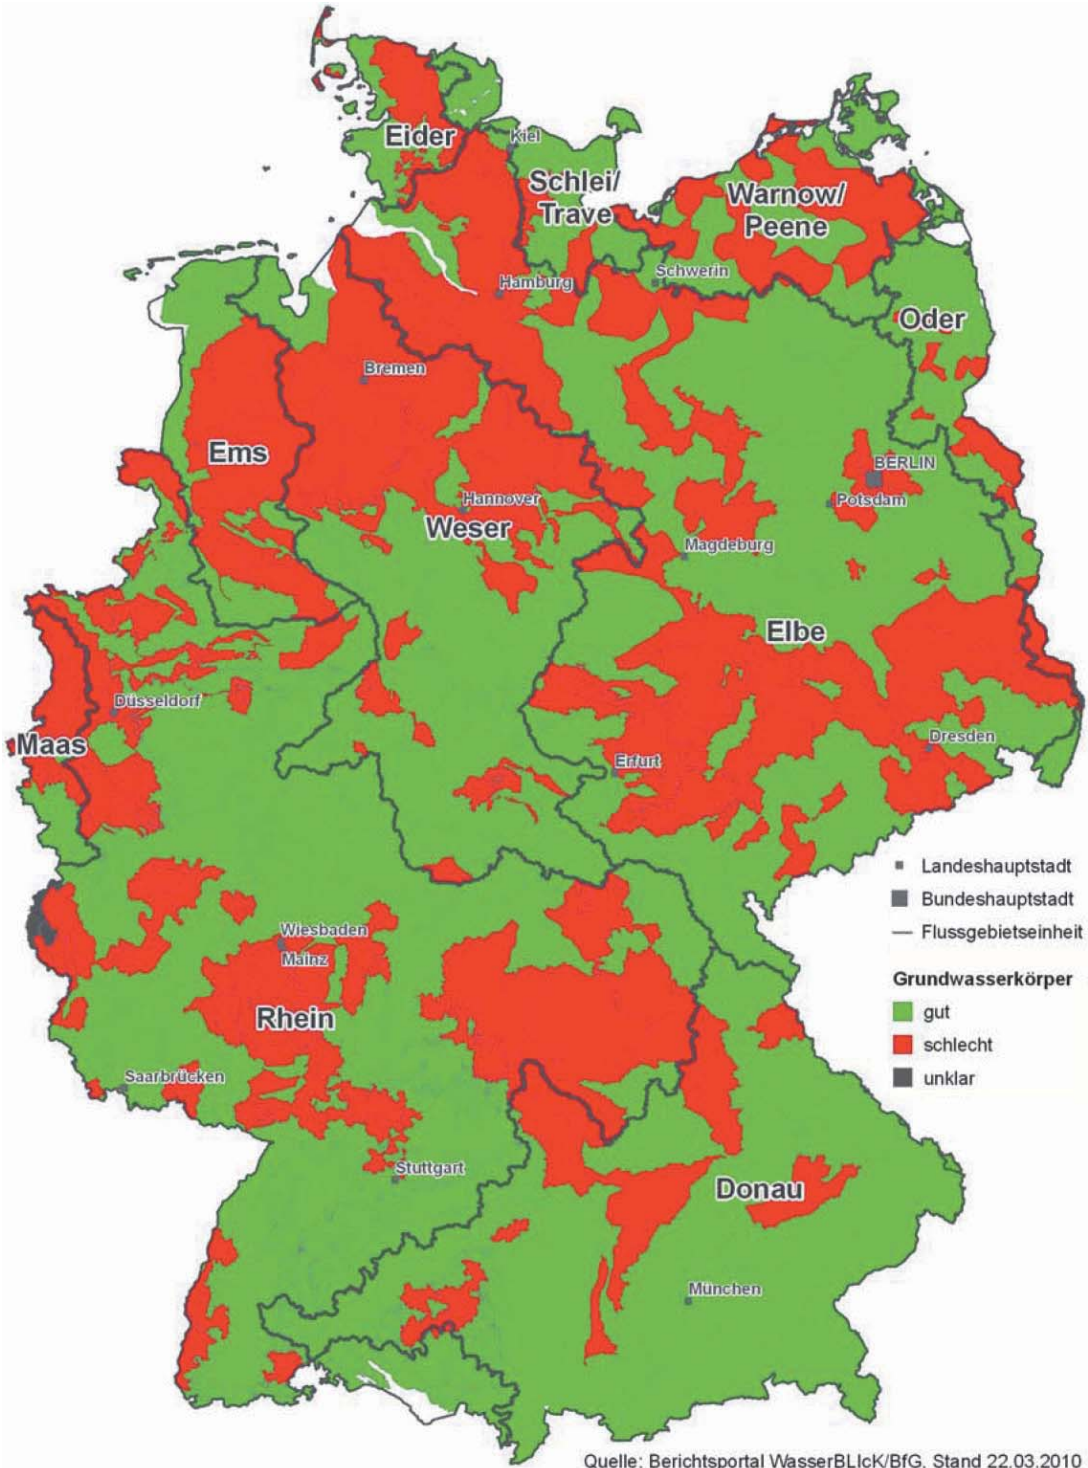 Eider
Kiel
Schlei/
Trave
Warnow/
Peene
Schwerin
Hamburg
Oder
Bremen
Ems
BERLIN
Hannover
Potsdam
Weser
Magdeburg
Elbe
Düsseldorf
Maas
Dresden
Erfurt
Landeshauptstadt
Bundeshauptstadt
Flussgebietseinheit
Wiesbaden
Mainz
Grundwasserkörper
gut
Rhein
schlecht
unklar
Saarbrücken
Stuttgart
Donau
München
Quelle: Berichtsportal WasserBLIcK/BfG, Stand 22.03.2010